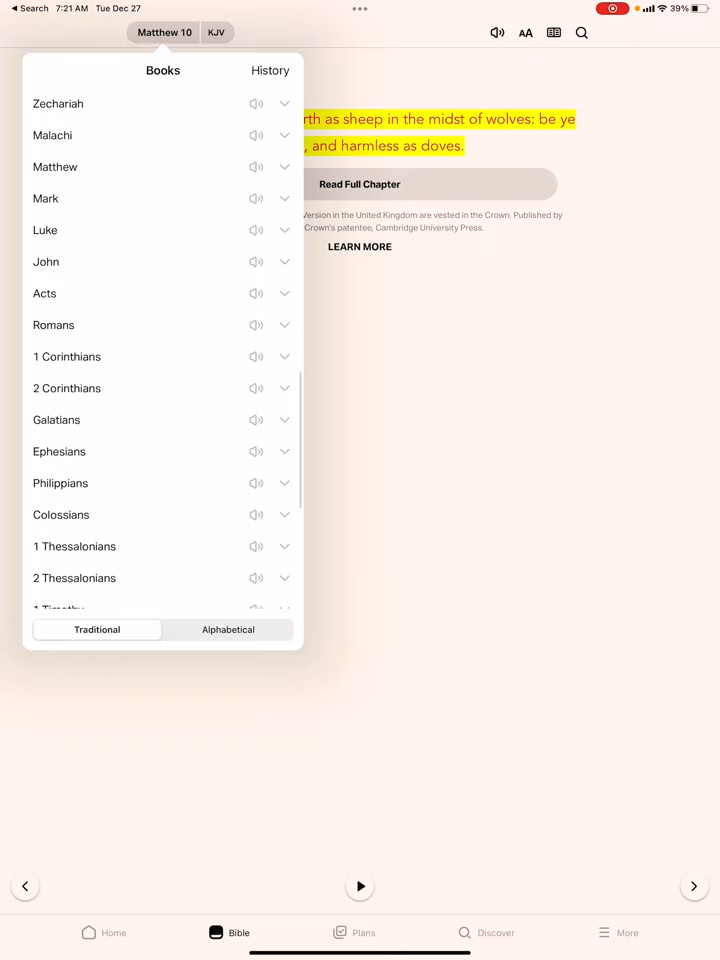 Search 7:21 AM Tue Dec 27 39%
Matthew 10 KJV AA
Books History
Zechariah
Malachi
Matthew
Mark
Luke
John
Acts
Romans
1 Corinthians
2 Corinthians
Galatians
Ephesians
Philippians
Colossians
1 Thessalonians
2 Thessalonians
1 Timothy
Traditional Alphabetical
rth as sheep in the midst of wolves: be ye
, and harmless as doves.
Read Full Chapter
Version in the United Kingdom are vested in the Crown. Published by
Crown's patentee, Cambridge University Press.
LEARN MORE
Home Bible Plans Discover More